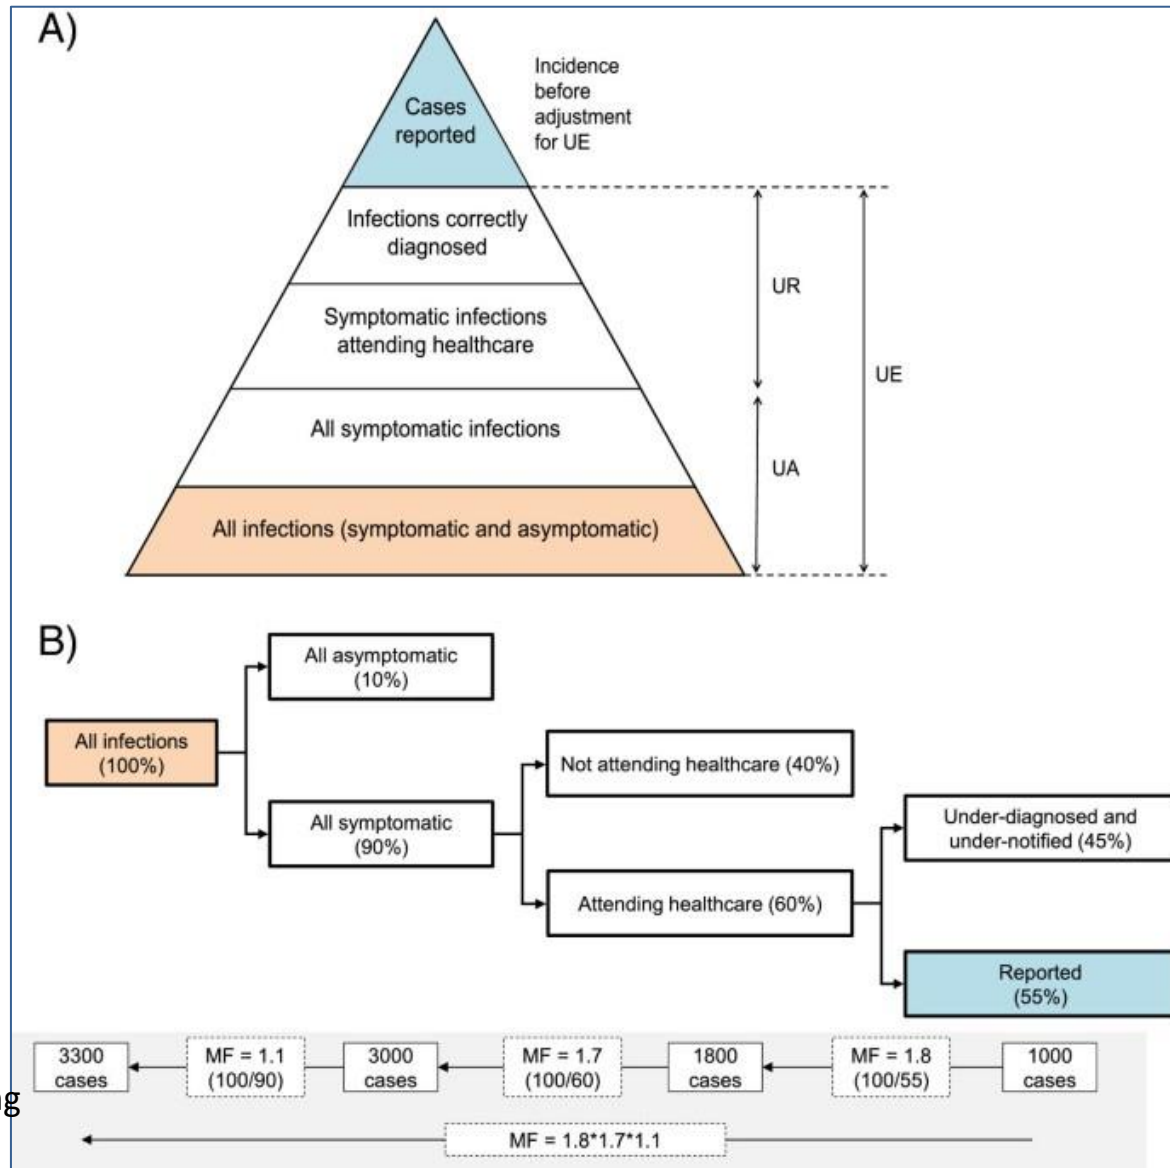 A)
Cases
reported
Incidence
before
adjustment
for UE
Infections correctly
diagnosed
UR
Symptomatic infections
attending healthcare
UE
All symptomatic infections
UA
All infections (symptomatic and asymptomatic)
B)
All asymptomatic
(10%)
All infections
(100%)
Not attending healthcare (40%)
All symptomatic
(90%)
Under-diagnosed and
under-notified (45%)
Attending healthcare (60%)
Reported
(55%)
3300
cases
MF = 1.1
(100/90)
3000
cases
MF = 1.7
(100/60)
1800
cases
MF = 1.8
(100/55)
1000
cases
MF = 1.8*1.7*1.1